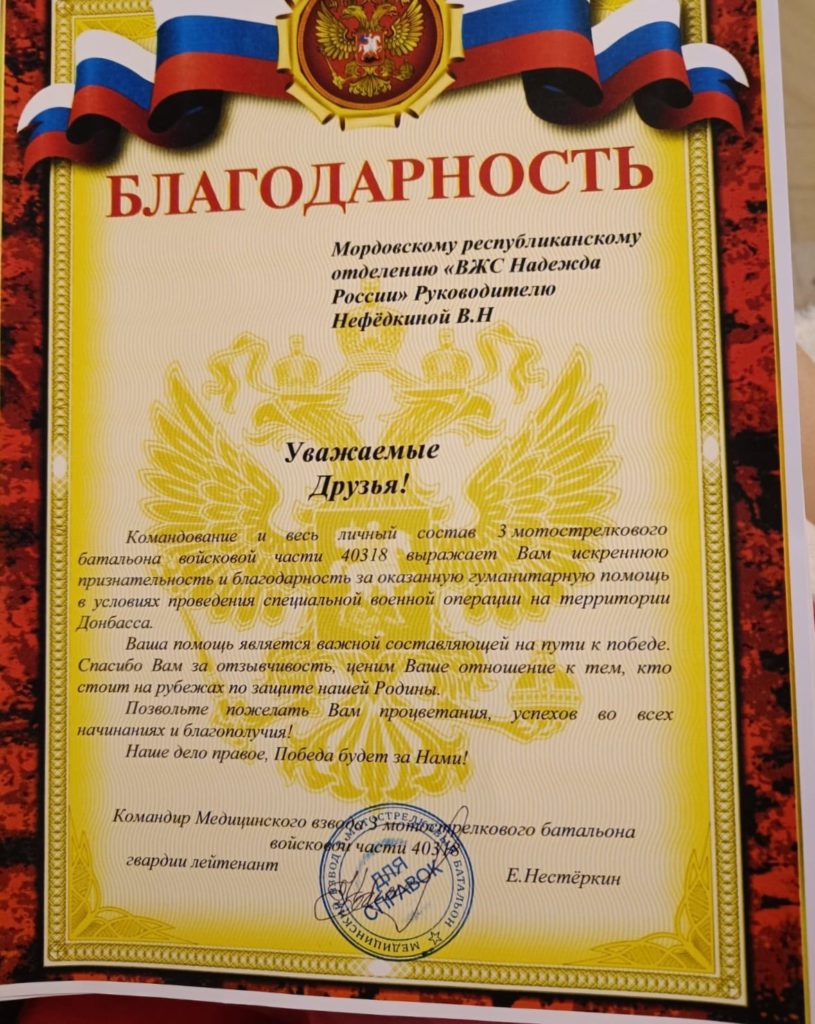 БЛАГОДАРНОСТЬ
Мордовскому республиканскому
отделению «ВЖС Надежда
России» Руководителю
Нефёдкиной В.Н
Уважаемые
Друзья!
Командование и весь личный состав 3 мотострелкового
батальона войсковой части 40318 выражает Вам искреннюю
признательность и благодарность за оказанную гуманитарную помощь
в условиях проведения специальной военной операции на территории
Донбасса.
Ваша помощь является важной составляющей на пути к победе.
Спасибо Вам за отзывчивость, ценим Ваше отношение к тем, кто
стоит на рубежах по защите нашей Родины.
Позвольте пожелать Вам процветания, успехов во всех
начинаниях и благополучия!
Наше дело правое, Победа будет за Нами!
Командир Медицинского взвода 3 мотострелкового батальона
войсковой части 40318
гвардии лейтенант
Е.Нестёркин
МЕДИЦИНСКИЙ ВЗВОД МОТОСТРЕЛКОВЫЙ БАТАЛЬОН
ДЛЯ
СПРАВОК